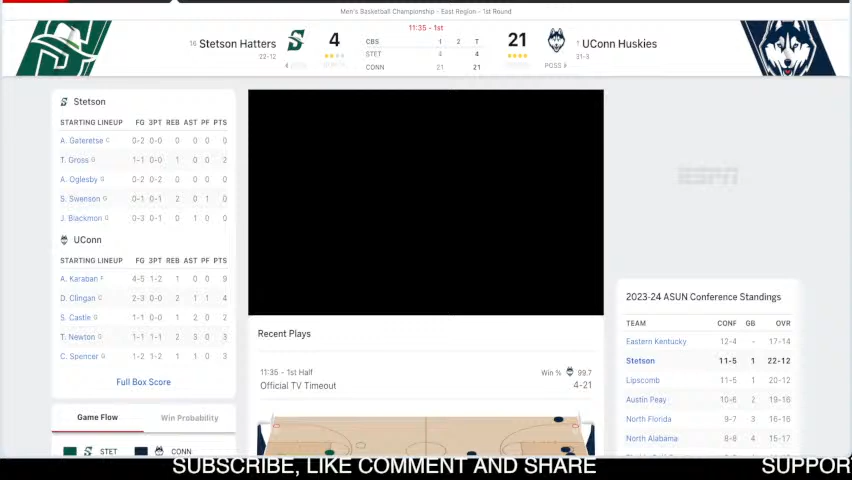 Men's Basketball Championship - East Region - 1st Round
16 Stetson Hatters
22-12
4
11:35 - 1st
CBS 1 2 T
STET 4 4
CONN 21 21
21
1 UConn Huskies
31-3
POSS
Stetson
STARTING LINEUP FG 3PT REB AST PF PTS
A. Gateretse C 0-2 0-0 0 0 0 0
T. Gross G 1-1 0-0 1 0 0 2
A. Oglesby G 0-2 0-2 0 0 0 0
S. Swenson G 0-1 0-1 2 0 1 0
J. Blackmon G 0-3 0-1 0 1 0 0
UConn
STARTING LINEUP FG 3PT REB AST PF PTS
A. Karaban F 4-5 1-2 1 0 0 9
D. Clingan C 2-3 0-0 2 1 1 4
S. Castle G 1-1 0-0 1 2 0 2
T. Newton G 1-1 1-1 2 3 0 3
C. Spencer G 1-2 1-2 1 1 0 3
Full Box Score
Game Flow Win Probability
STET CONN
Recent Plays
11:35 - 1st Half Win % 99.7
Official TV Timeout 4-21
ESPN
2023-24 ASUN Conference Standings
TEAM CONF GB OVR
Eastern Kentucky 12-4 - 17-14
Stetson 11-5 1 22-12
Lipscomb 11-5 1 20-12
Austin Peay 10-6 2 19-16
North Florida 9-7 3 16-16
North Alabama 8-8 4 15-17
SUBSCRIBE, LIKE COMMENT AND SHARE SUPPOR